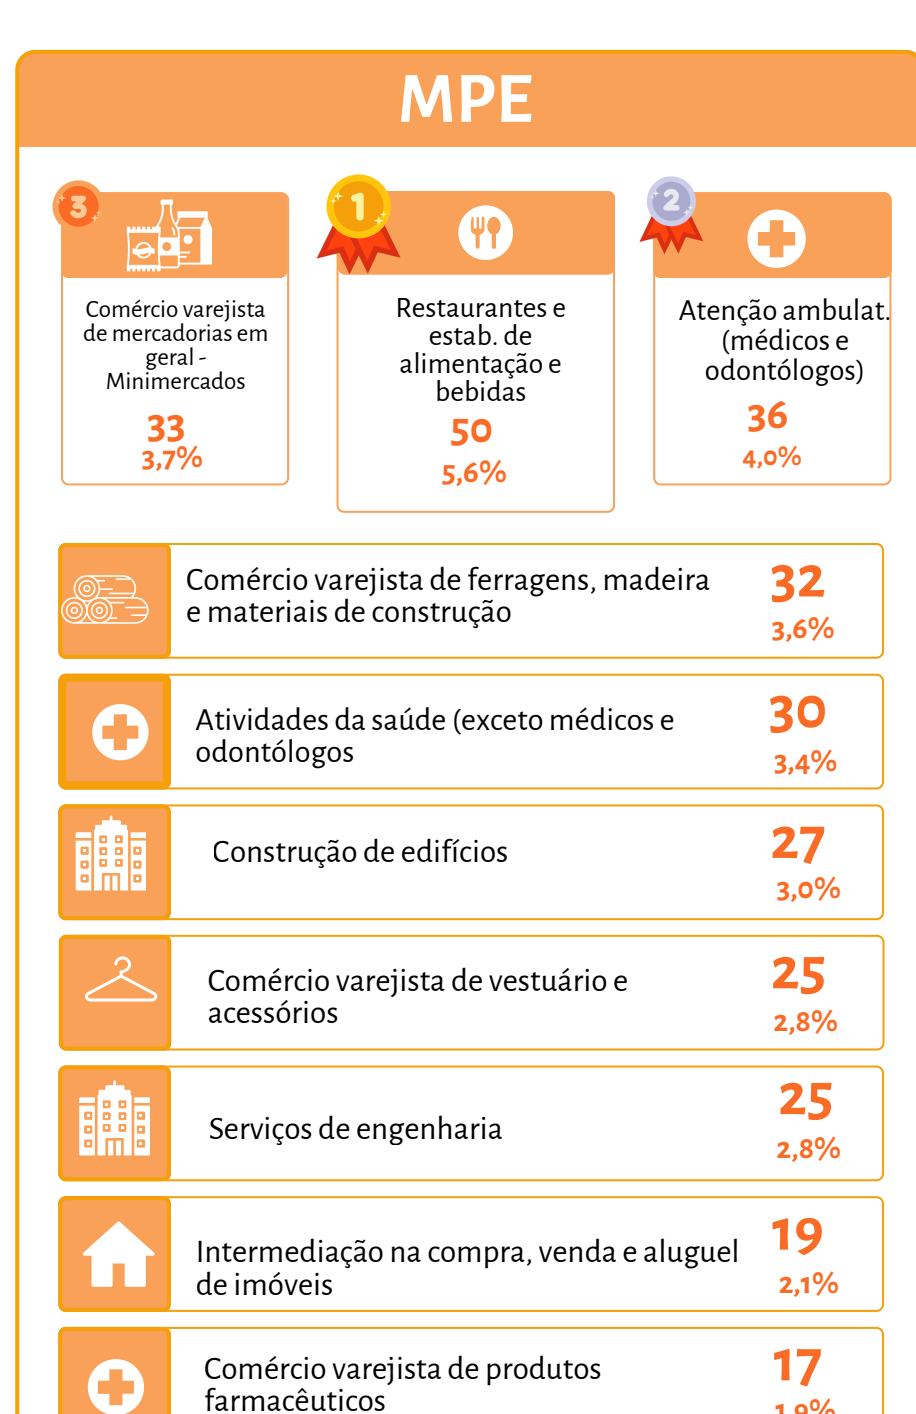 MPE
3
Comércio varejista
de mercadorias em
geral -
Minimercados
33
3,7%
1
Restaurantes e
estab. de
alimentação e
bebidas
50
5,6%
2
Atenção ambulat.
(médicos e
odontólogos)
36
4,0%
Comércio varejista de ferragens, madeira
e materiais de construção
32
3,6%
Atividades da saúde (exceto médicos e
odontólogos
30
3,4%
Construção de edifícios
27
3,0%
Comércio varejista de vestuário e
acessórios
25
2,8%
Serviços de engenharia
25
2,8%
Intermediação na compra, venda e aluguel
de imóveis
19
2,1%
Comércio varejista de produtos
farmacêuticos
17
1,9%